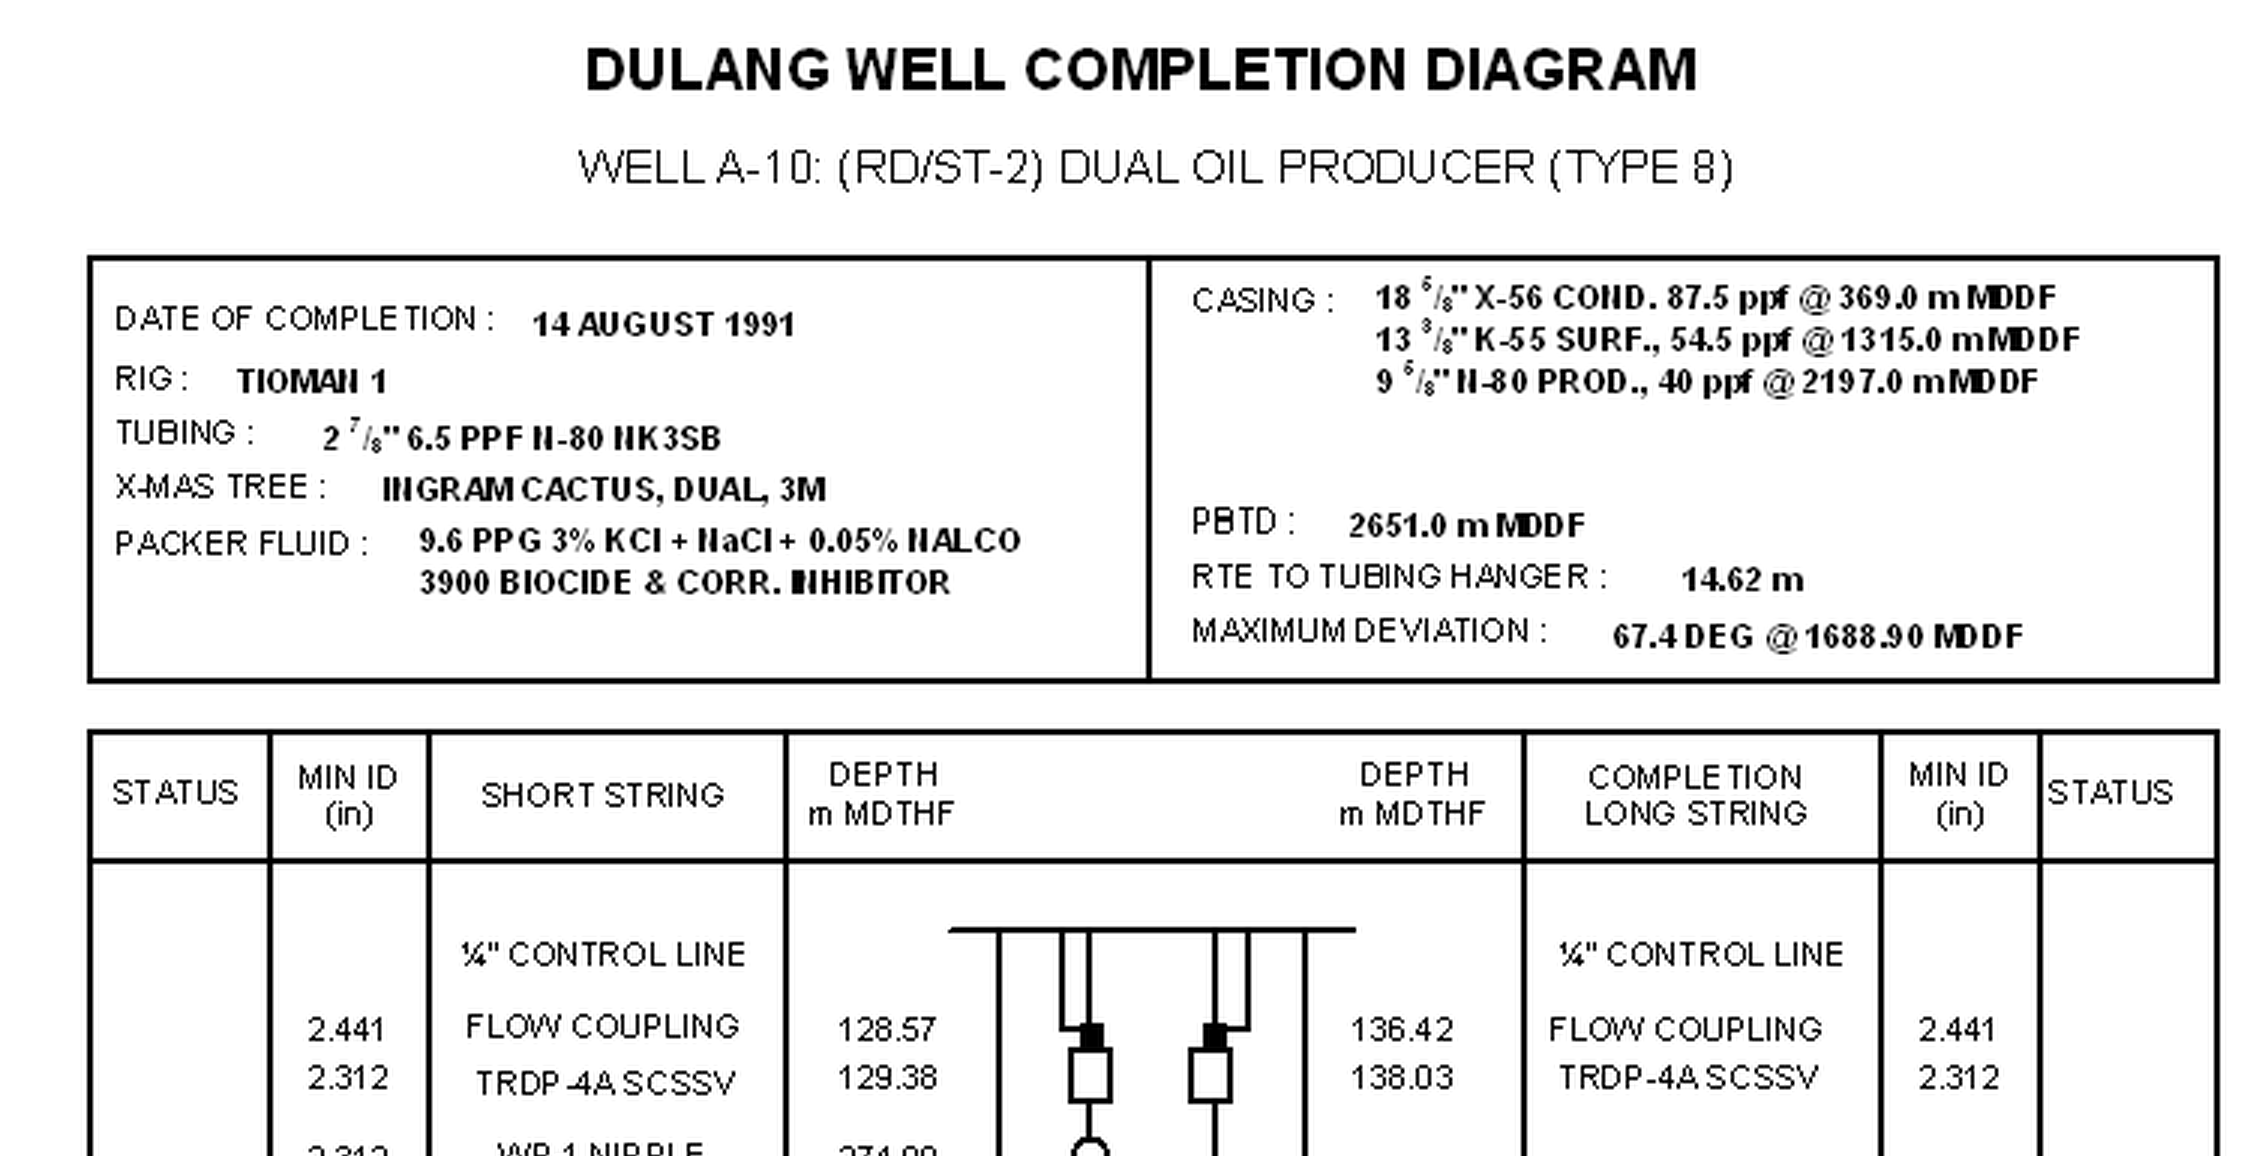 DULANG WELL COMPLETION DIAGRAM
WELL A-10: (RD/ST-2) DUAL OIL PRODUCER (TYPE 8)
DATE OF COMPLETION : 14 AUGUST 1991
RIG : TIOMAN 1
TUBING : 2 7/8" 6.5 PPF N-80 NK3SB
X-MAS TREE : INGRAM CACTUS, DUAL, 3M
PACKER FLUID : 9.6 PPG 3% KCl + NaCl + 0.05% NALCO
3900 BIOCIDE & CORR. INHIBITOR
CASING : 18 5/8" X-56 COND. 87.5 ppf @ 369.0 m MDDF
13 3/8" K-55 SURF., 54.5 ppf @ 1315.0 m MDDF
9 5/8" N-80 PROD., 40 ppf @ 2197.0 m MDDF
PBTD : 2651.0 m MDDF
RTE TO TUBING HANGER : 14.62 m
MAXIMUM DEVIATION : 67.4 DEG @ 1688.90 MDDF
STATUS MIN ID (in) SHORT STRING DEPTH m MDTHF DEPTH m MDTHF COMPLETION LONG STRING MIN ID (in) STATUS
¼" CONTROL LINE ¼" CONTROL LINE
2.441 FLOW COUPLING 128.57 136.42 FLOW COUPLING 2.441
2.312 TRDP-4A SCSSV 129.38 138.03 TRDP-4A SCSSV 2.312
2.312 NIPPLE